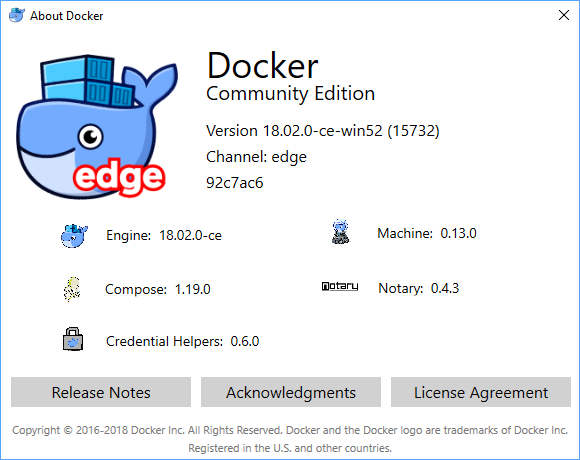 About Docker
Docker
Community Edition
Version 18.02.0-ce-win52 (15732)
Channel: edge
92c7ac6
edge
Engine: 18.02.0-ce
Machine: 0.13.0
Compose: 1.19.0
notary
Notary: 0.4.3
Credential Helpers: 0.6.0
Release Notes
Acknowledgments
License Agreement
Copyright © 2016-2018 Docker Inc. All Rights Reserved. Docker and the Docker logo are trademarks of Docker Inc.
Registered in the U.S. and other countries.